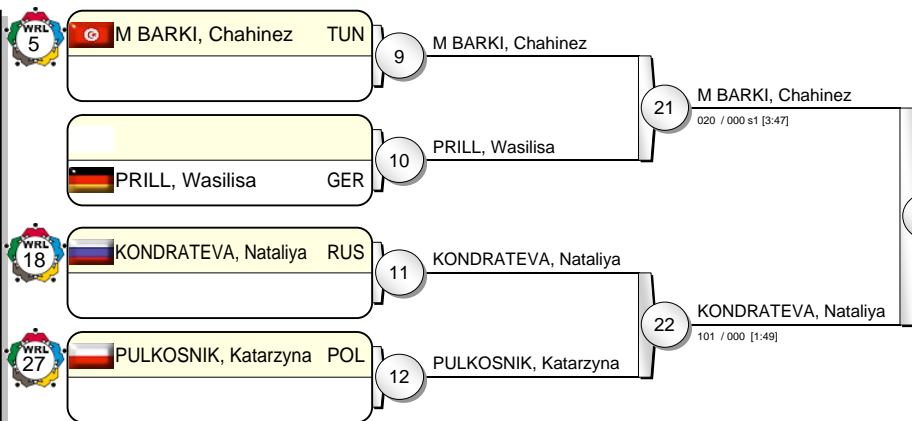 WRL
5
M BARKI, Chahinez TUN
9
M BARKI, Chahinez
21
M BARKI, Chahinez
020 / 000 s1 [3:47]
10
PRILL, Wasilisa
PRILL, Wasilisa GER
WRL
18
KONDRATEVA, Nataliya RUS
11
KONDRATEVA, Nataliya
22
KONDRATEVA, Nataliya
101 / 000 [1:49]
WRL
27
PULKOSNIK, Katarzyna POL
12
PULKOSNIK, Katarzyna